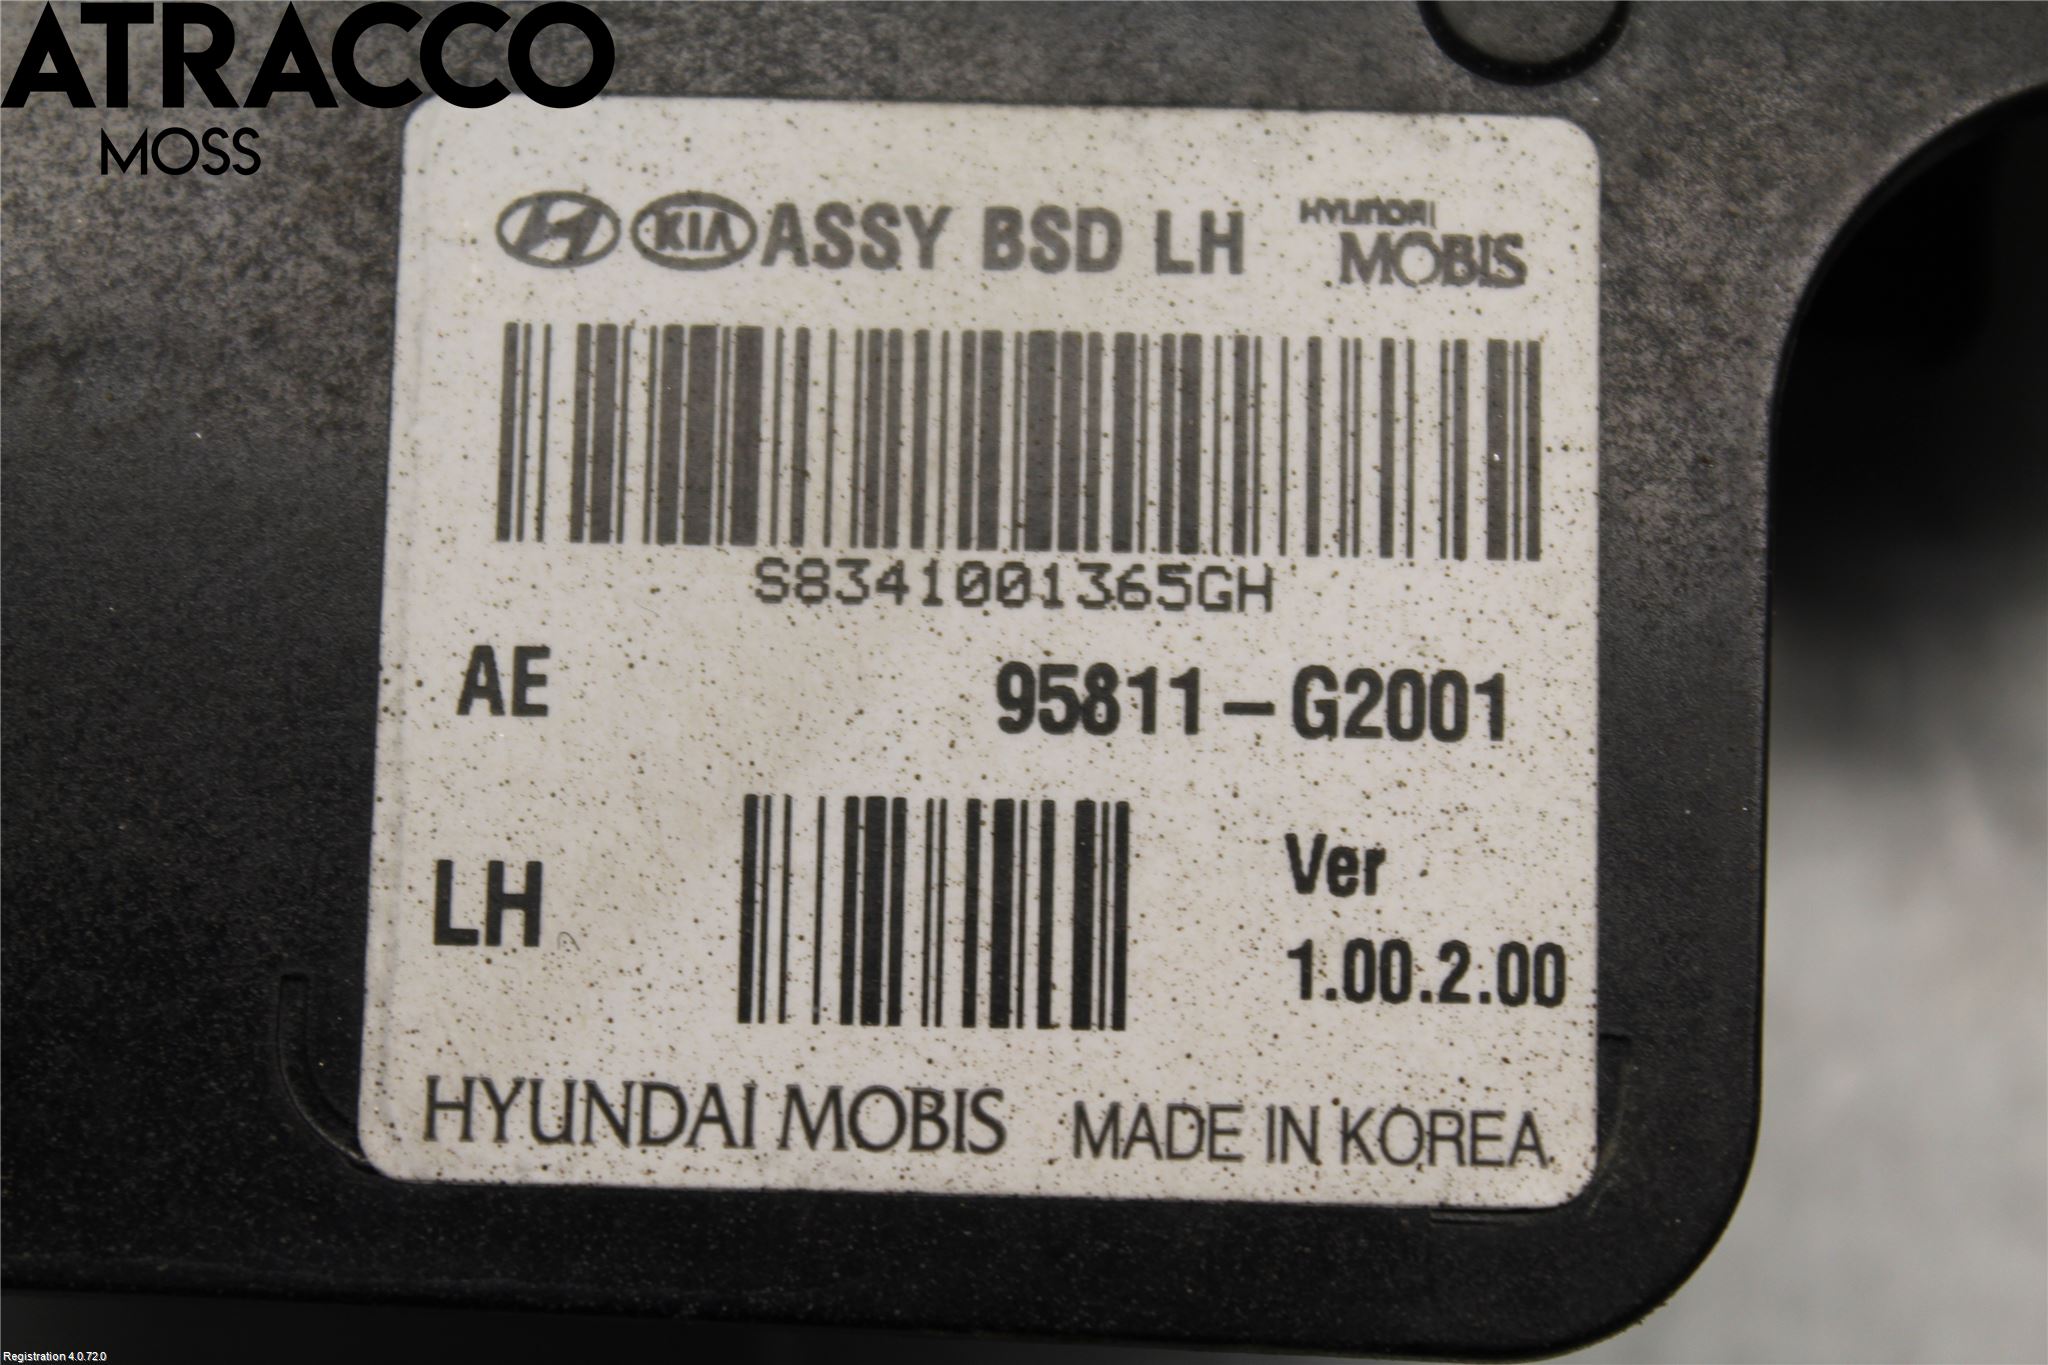 ATRACCO
MOSS
KIA ASSY BSD LH HYUNDAI MOBIS
S8341001365GH
AE 95811-G2001
LH Ver
1.00.2.00
HYUNDAI MOBIS MADE IN KOREA
Registration 4.0.72.0